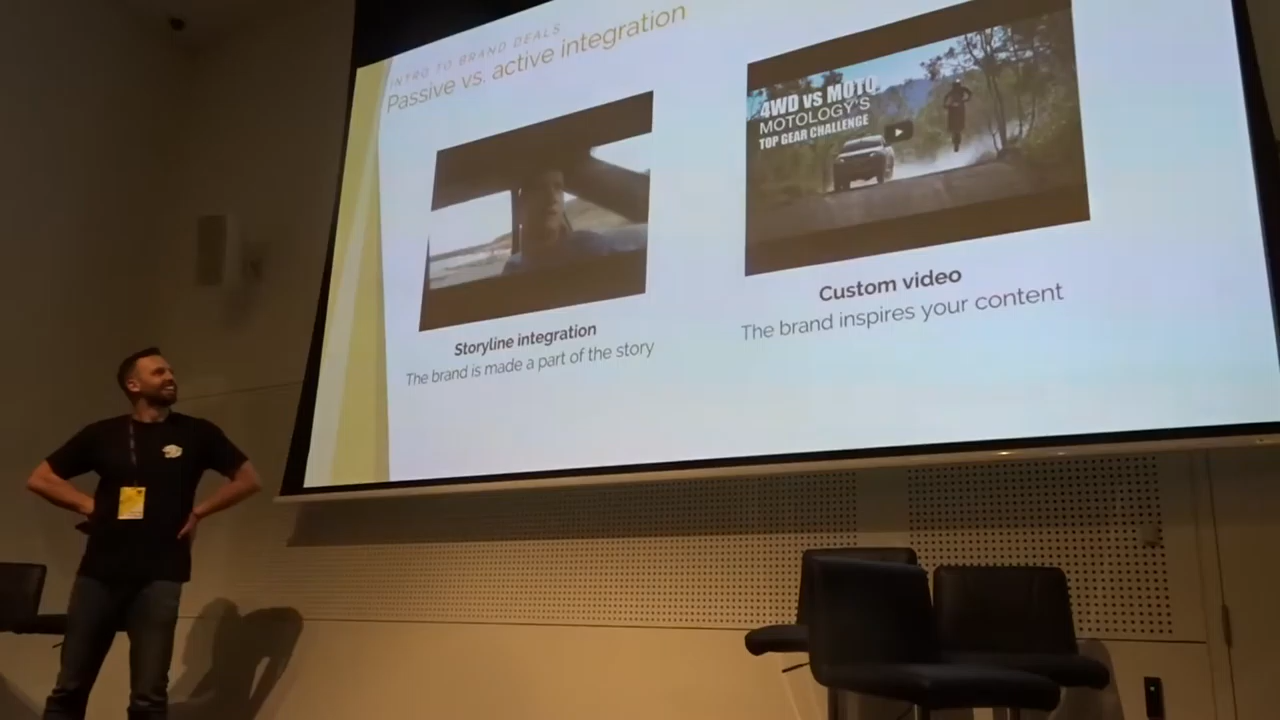 INTRO TO BRAND DEALS
Passive vs. active integration
4WD vs MOTO
MOTOLOGY'S
TOP GEAR CHALLENGE
Storyline integration
The brand is made a part of the story
Custom video
The brand inspires your content